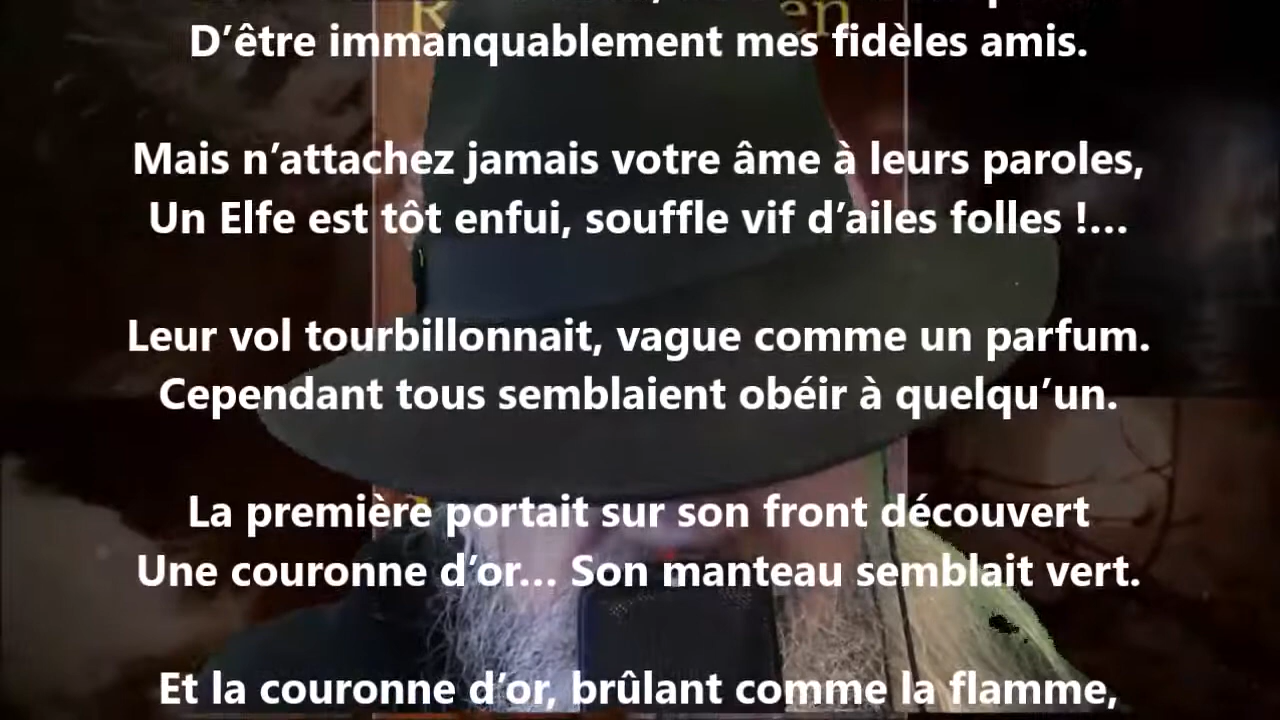 D’être immanquablement mes fidèles amis.
Mais n’attachez jamais votre âme à leurs paroles,
Un Elfe est tôt enfui, souffle vif d’ailes folles !...
Leur vol tourbillonnait, vague comme un parfum.
Cependant tous semblaient obéir à quelqu’un.
La première portait sur son front découvert
Une couronne d’or... Son manteau semblait vert.
Et la couronne d’or, brûlant comme la flamme,